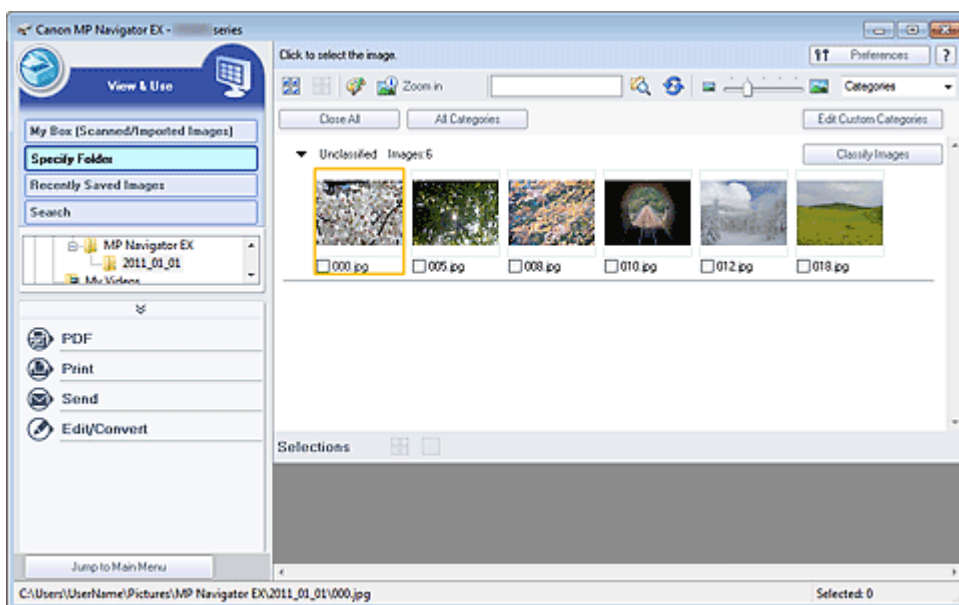 Canon MP Navigator EX - series
View & Use
My Box (Scanned/Imported Images)
Specify Folder
Recently Saved Images
Search
MP Navigator EX
2011_01_01
My Videos
PDF
Print
Send
Edit/Convert
Jump to Main Menu
Click to select the image.
Preferences ?
Zoom in
Categories
Close All All Categories Edit Custom Categories
Unclassified Images:6 Classify Images
000.jpg 005.jpg 008.jpg 010.jpg 012.jpg 018.jpg
Selections
C:\Users\UserName\Pictures\MP Navigator EX\2011_01_01\000.jpg Selected: 0